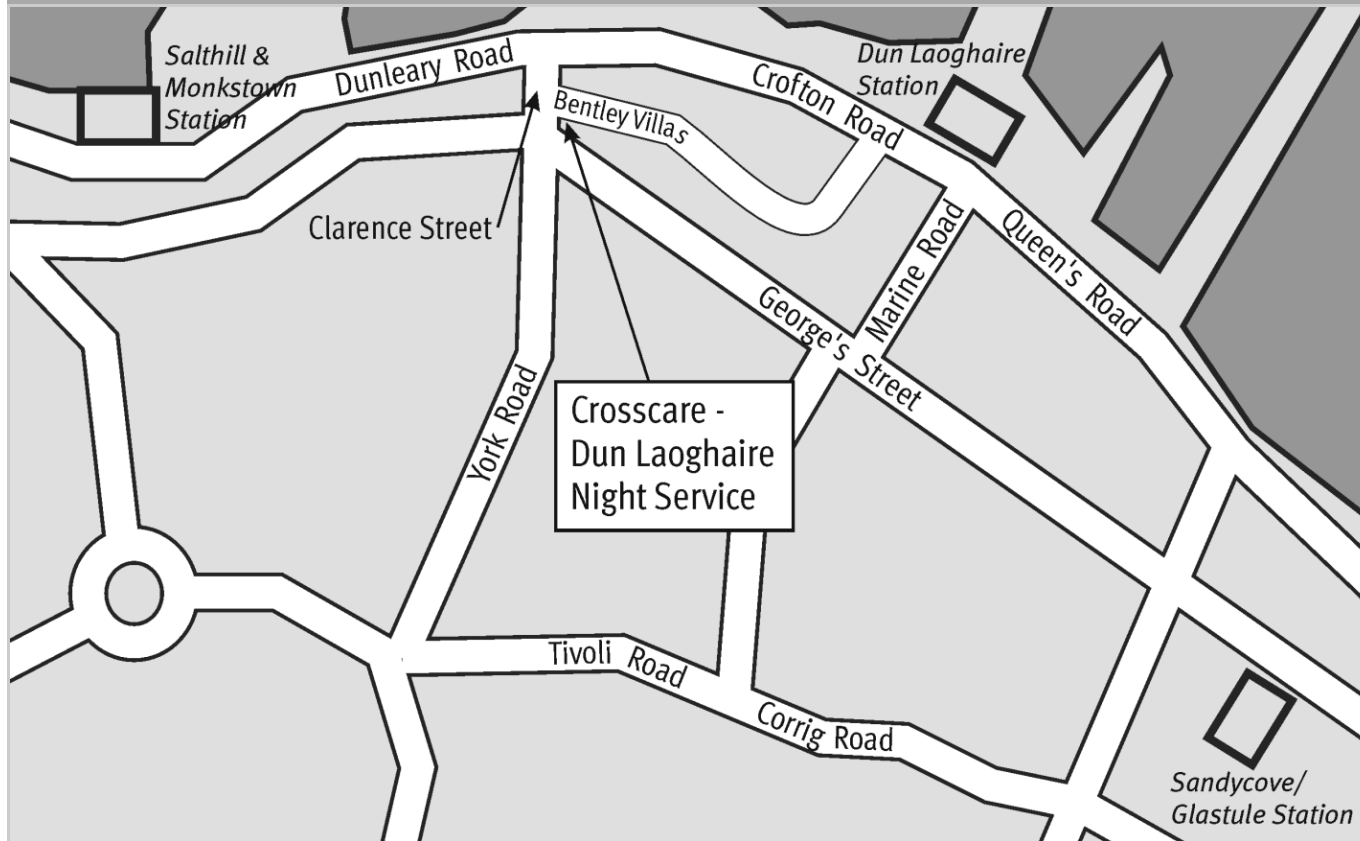 Salthill &
Monkstown
Station
Dunleary Road
Bentley Villas
Crofton Road
Dun Laoghaire
Station
Clarence Street
Marine Road
Queen's Road
George's Street
York Road
Crosscare -
Dun Laoghaire
Night Service
Tivoli Road
Corrig Road
Sandycove/
Glastule Station